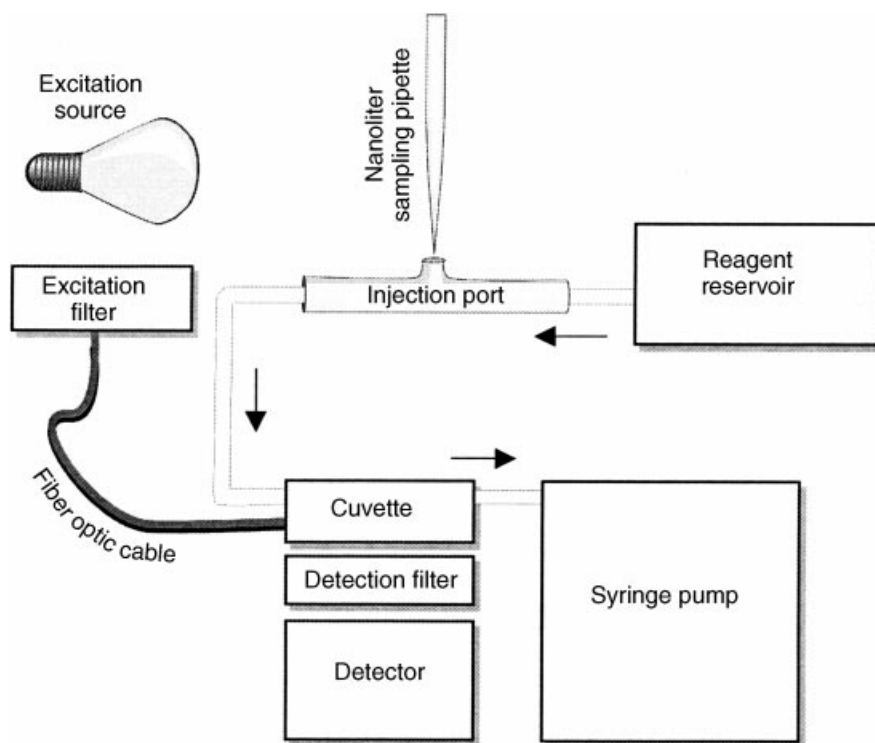 Excitation
source
Nanoliter
sampling pipette
Excitation
filter
Injection port
Reagent
reservoir
Fiber optic cable
Cuvette
Detection filter
Syringe pump
Detector